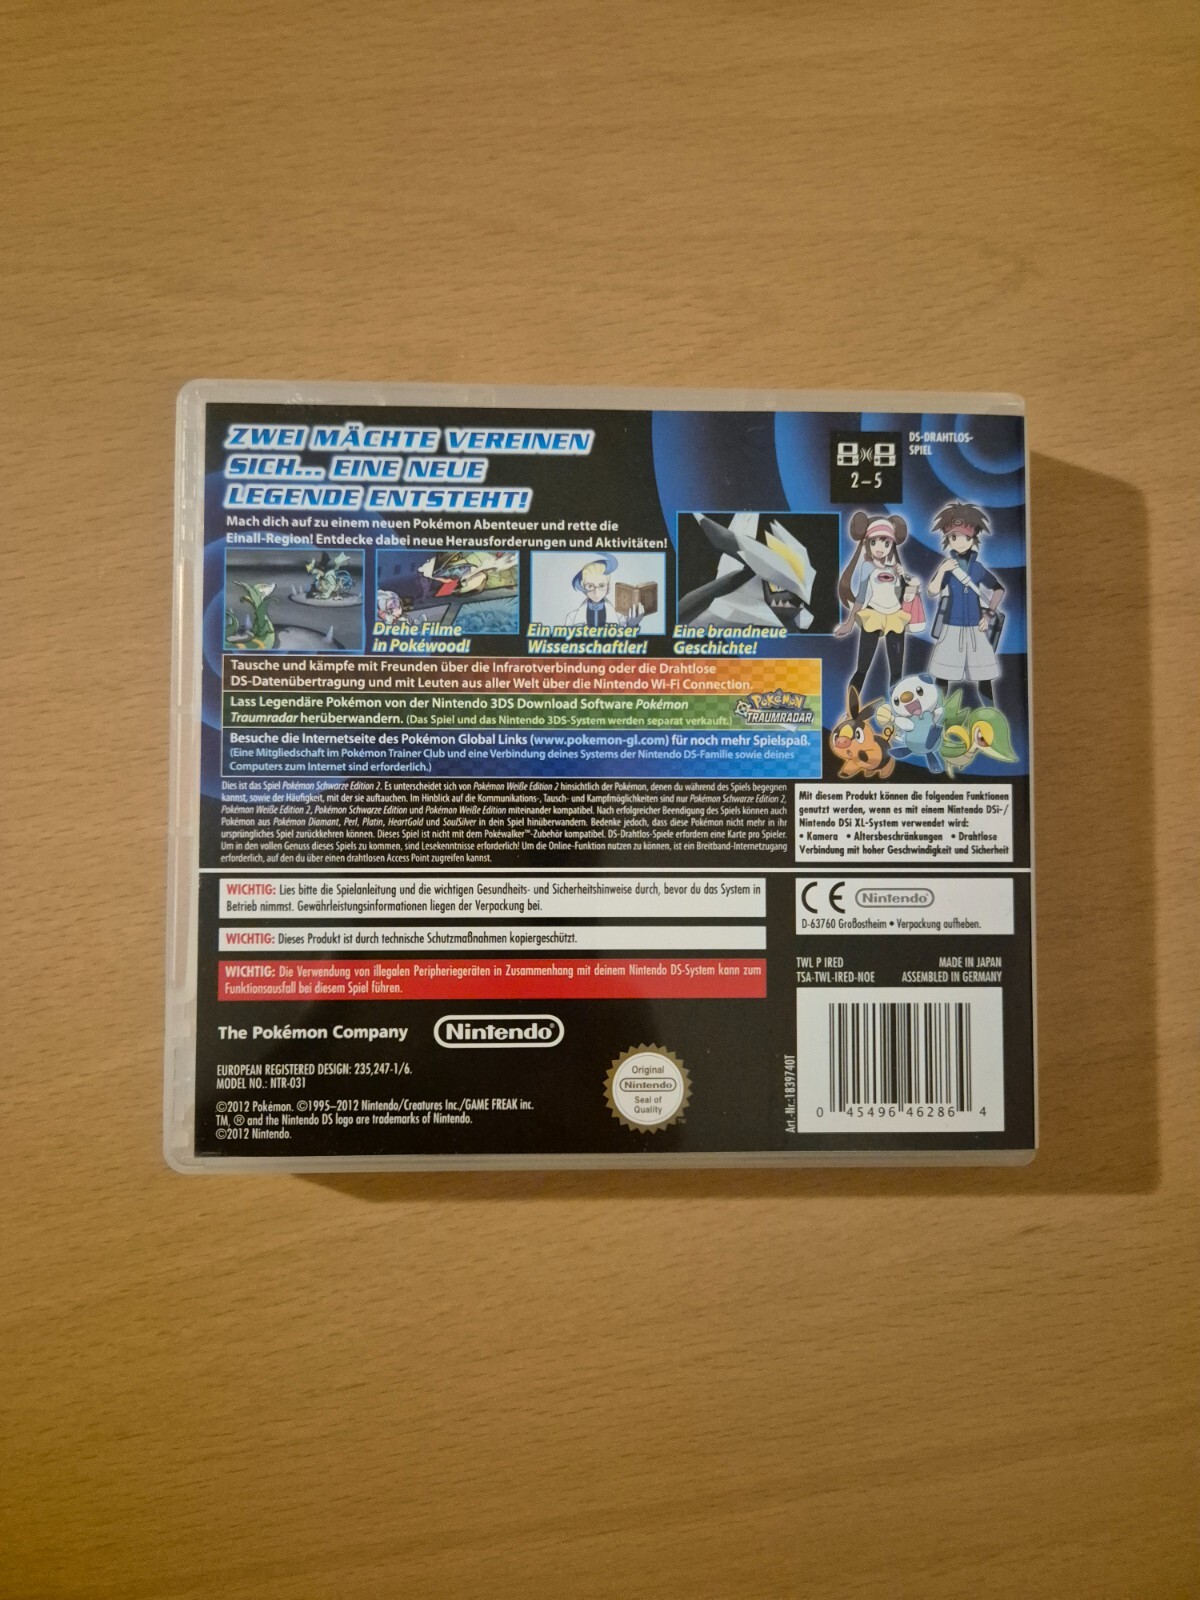 ZWEI MÄCHTE VEREINEN
SICH... EINE NEUE
LEGENDE ENTSTEHT!
Mach dich auf zu einem neuen Pokémon Abenteuer und rette die
Einall-Region! Entdecke dabei neue Herausforderungen und Aktivitäten!
DS-DRAHTLOS-
SPIEL
2–5
Drehe Filme
in Pokéwood!
Ein mysteriöser
Wissenschaftler!
Eine brandneue
Geschichte!
Tausche und kämpfe mit Freunden über die Infrarotverbindung oder die Drahtlose
DS-Datenübertragung und mit Leuten aus aller Welt über die Nintendo Wi-Fi Connection.
Lass Legendäre Pokémon von der Nintendo 3DS Download Software Pokémon
Traumradar herüberwandern. (Das Spiel und das Nintendo 3DS-System werden separat verkauft.)
POKÉMON
TRAUMRADAR
Besuche die Internetseite des Pokémon Global Links (www.pokemon-gl.com) für noch mehr Spielspaß.
(Eine Mitgliedschaft im Pokémon Trainer Club und eine Verbindung deines Systems der Nintendo DS-Familie sowie deines
Computers zum Internet sind erforderlich.)
Dies ist das Spiel Pokémon Schwarze Edition 2. Es unterscheidet sich von Pokémon Weiße Edition 2 hinsichtlich der Pokémon, denen du während des Spiels begegnen
kannst, sowie der Häufigkeit, mit der sie auftauchen. Im Hinblick auf die Kommunikations-, Tausch- und Kampfmöglichkeiten sind nur Pokémon Schwarze Edition 2,
Pokémon Weiße Edition 2, Pokémon Schwarze Edition und Pokémon Weiße Edition miteinander kompatibel. Nach erfolgreicher Beendigung des Spiels können auch
Pokémon aus Pokémon Diamant, Perl, Platin, HeartGold und SoulSilver in dein Spiel hinüberwandern. Bedenke jedoch, dass diese Pokémon nicht mehr in ihr
ursprüngliches Spiel zurückkehren können. Dieses Spiel ist nicht mit dem Pokéwalker™-Zubehör kompatibel. DS-Drahtlos-Spiele erfordern eine Karte pro Spieler.
Um in den vollen Genuss dieses Spiels zu kommen, sind Lesekenntnisse erforderlich! Um die Online-Funktion nutzen zu können, ist ein Breitband-Internetzugang
erforderlich, auf den du über einen drahtlosen Access Point zugreifen kannst.
Mit diesem Produkt können die folgenden Funktionen
genutzt werden, wenn es mit einem Nintendo DSi-/
Nintendo DSi XL-System verwendet wird:
• Kamera • Altersbeschränkungen • Drahtlose
Verbindung mit hoher Geschwindigkeit und Sicherheit
WICHTIG: Lies bitte die Spielanleitung und die wichtigen Gesundheits- und Sicherheitshinweise durch, bevor du das System in
Betrieb nimmst. Gewährleistungsinformationen liegen der Verpackung bei.
WICHTIG: Dieses Produkt ist durch technische Schutzmaßnahmen kopiergeschützt.
WICHTIG: Die Verwendung von illegalen Peripheriegeräten in Zusammenhang mit deinem Nintendo DS-System kann zum
Funktionsausfall bei diesem Spiel führen.
CE Nintendo®
D-63760 Großostheim • Verpackung aufheben.
TWL P IRED MADE IN JAPAN
TSA-TWL-IRED-NOE ASSEMBLED IN GERMANY
The Pokémon Company Nintendo®
EUROPEAN REGISTERED DESIGN: 235,247-1/6.
MODEL NO.: NTR-031
©2012 Pokémon. ©1995–2012 Nintendo/Creatures Inc./GAME FREAK inc.
TM, ® and the Nintendo DS logo are trademarks of Nintendo.
©2012 Nintendo.
Original
Nintendo
Seal of
Quality
TM
Art.-Nr.:1839740T
0 45496 46286 4